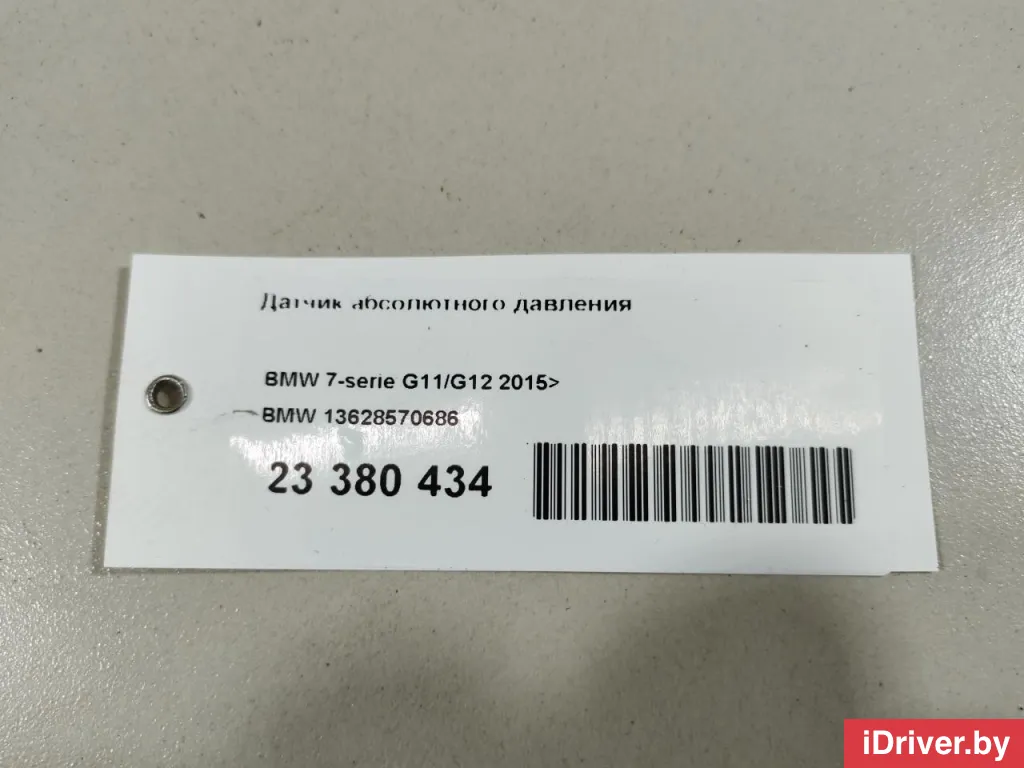 Датчик абсолютного давления
BMW 7-serie G11/G12 2015>
BMW 13628570686
23 380 434
iDriver.by